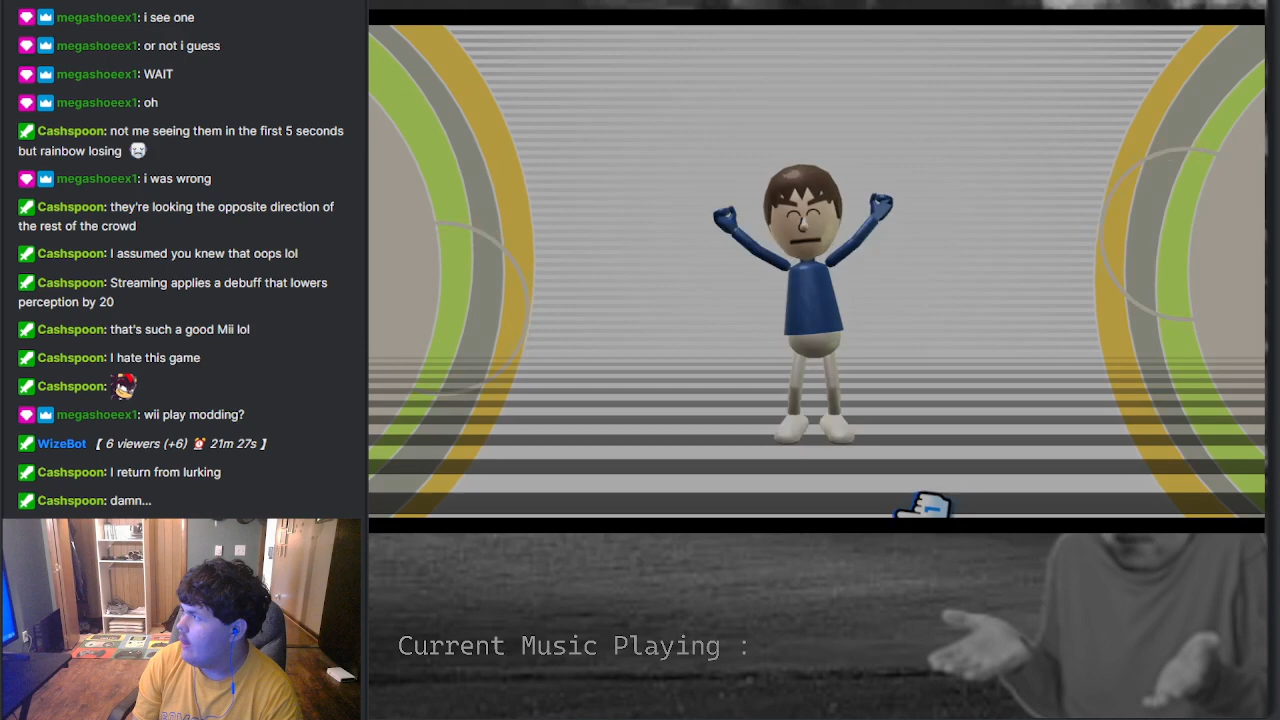 megashoeex1: i see one
megashoeex1: or not i guess
megashoeex1: WAIT
megashoeex1: oh
Cashspoon: not me seeing them in the first 5 seconds
but rainbow losing
megashoeex1: i was wrong
Cashspoon: they're looking the opposite direction of
the rest of the crowd
Cashspoon: I assumed you knew that oops lol
Cashspoon: Streaming applies a debuff that lowers
perception by 20
Cashspoon: that's such a good Mii lol
Cashspoon: I hate this game
Cashspoon:
megashoeex1: wii play modding?
WizeBot [ 6 viewers (+6) ⏰ 21m 27s ]
Cashspoon: I return from lurking
Cashspoon: damn...
1
Current Music Playing :